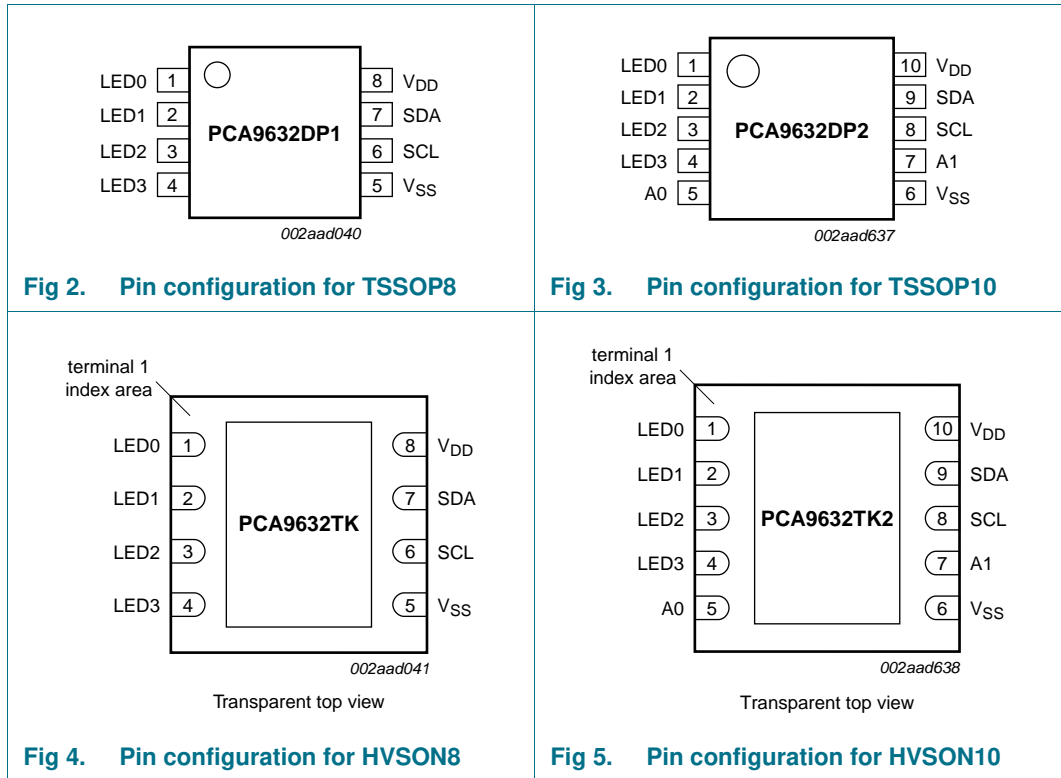 LED0 1
LED1 2
LED2 3
LED3 4
PCA9632DP1
8 VDD
7 SDA
6 SCL
5 VSS
002aad040
Fig 2. Pin configuration for TSSOP8
LED0 1
LED1 2
LED2 3
LED3 4
A0 5
PCA9632DP2
10 VDD
9 SDA
8 SCL
7 A1
6 VSS
002aad637
Fig 3. Pin configuration for TSSOP10
terminal 1
index area
LED0 1
LED1 2
LED2 3
LED3 4
PCA9632TK
8 VDD
7 SDA
6 SCL
5 VSS
002aad041
Transparent top view
Fig 4. Pin configuration for HVSON8
terminal 1
index area
LED0 1
LED1 2
LED2 3
LED3 4
A0 5
PCA9632TK2
10 VDD
9 SDA
8 SCL
7 A1
6 VSS
002aad638
Transparent top view
Fig 5. Pin configuration for HVSON10